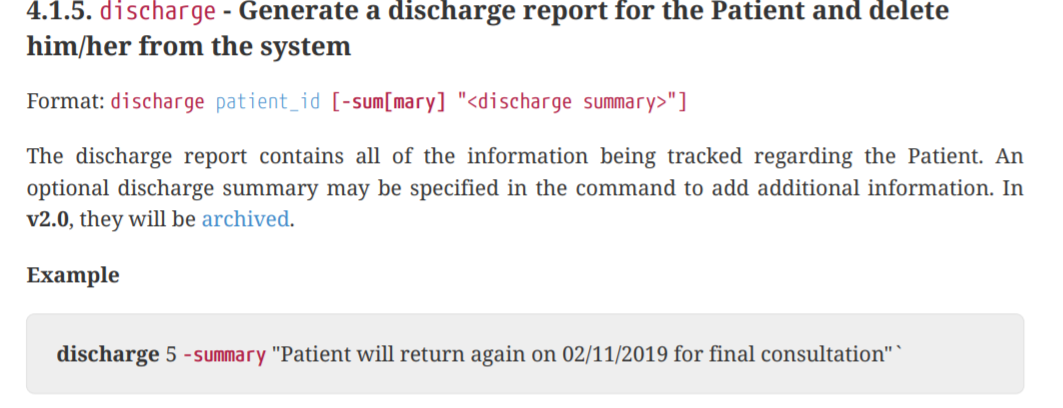 4.1.5. discharge - Generate a discharge report for the Patient and delete
him/her from the system
Format: discharge patient_id [-sum[mary] "<discharge summary>"]
The discharge report contains all of the information being tracked regarding the Patient. An
optional discharge summary may be specified in the command to add additional information. In
v2.0, they will be archived.
Example
discharge 5 -summary "Patient will return again on 02/11/2019 for final consultation"`